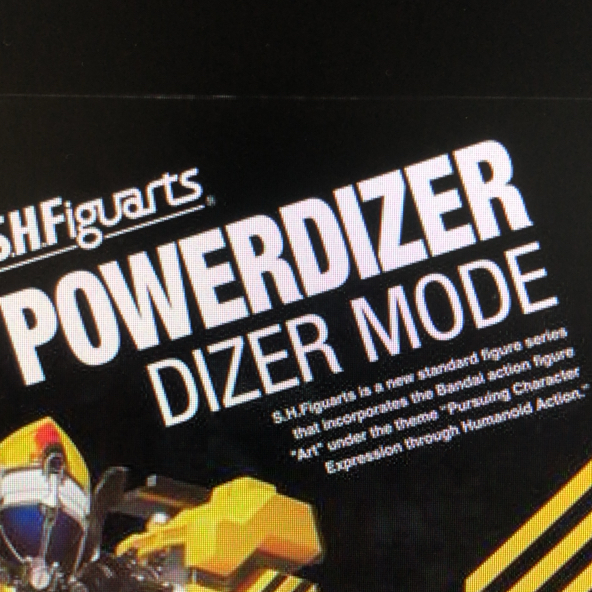 S.H.Figuarts®
POWERDIZER
DIZER MODE
S.H.Figuarts is a new standard figure series
that incorporates the Bandai action figure
"Art" under the theme "Pursuing Character
Expression through Humanoid Action."